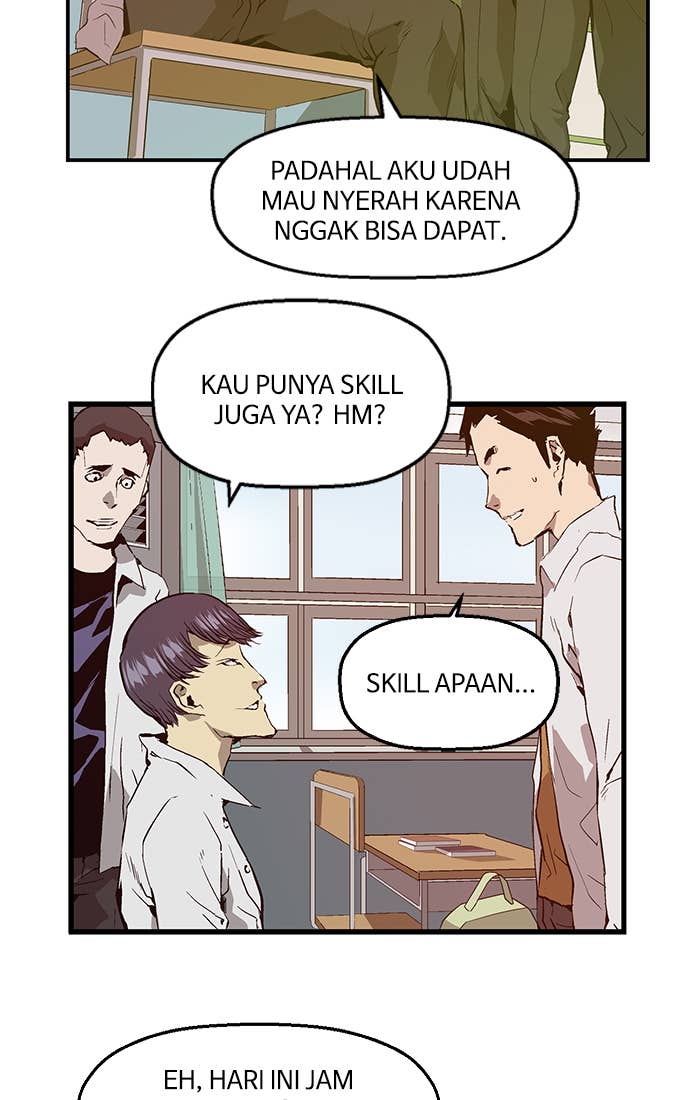 PADAHAL AKU UDAH
MAU NYERAH KARENA
NGGAK BISA DAPAT.
KAU PUNYA SKILL
JUGA YA? HM?
SKILL APAAN...
EH, HARI INI JAM